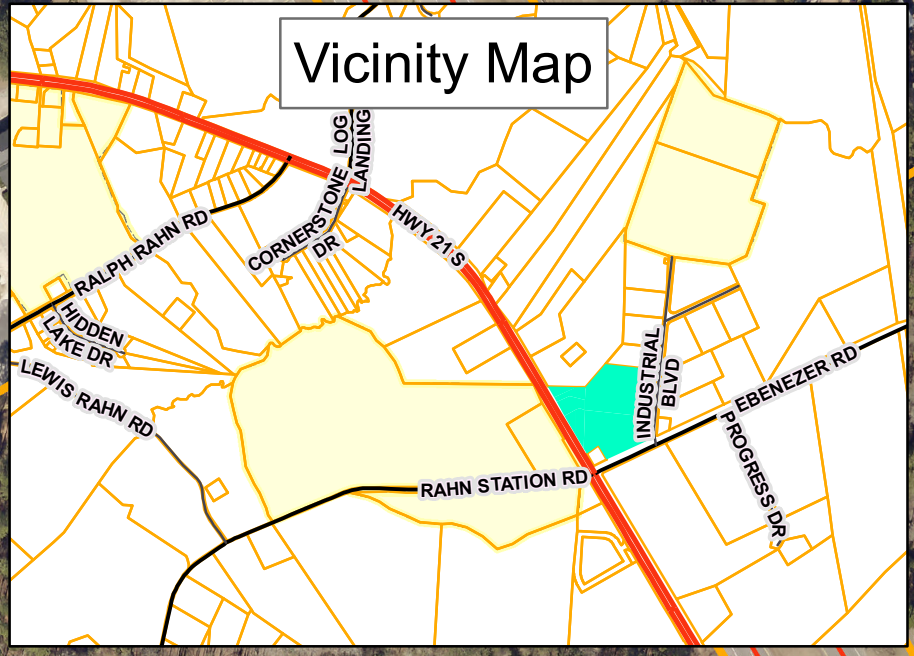 Vicinity Map
LOG
LANDING
CORNERSTONE
DR
HWY 21 S
RALPH RAHN RD
HIDDEN
LAKE DR
LEWIS RAHN RD
INDUSTRIAL
BLVD
EBENEZER RD
PROGRESS DR
RAHN STATION RD